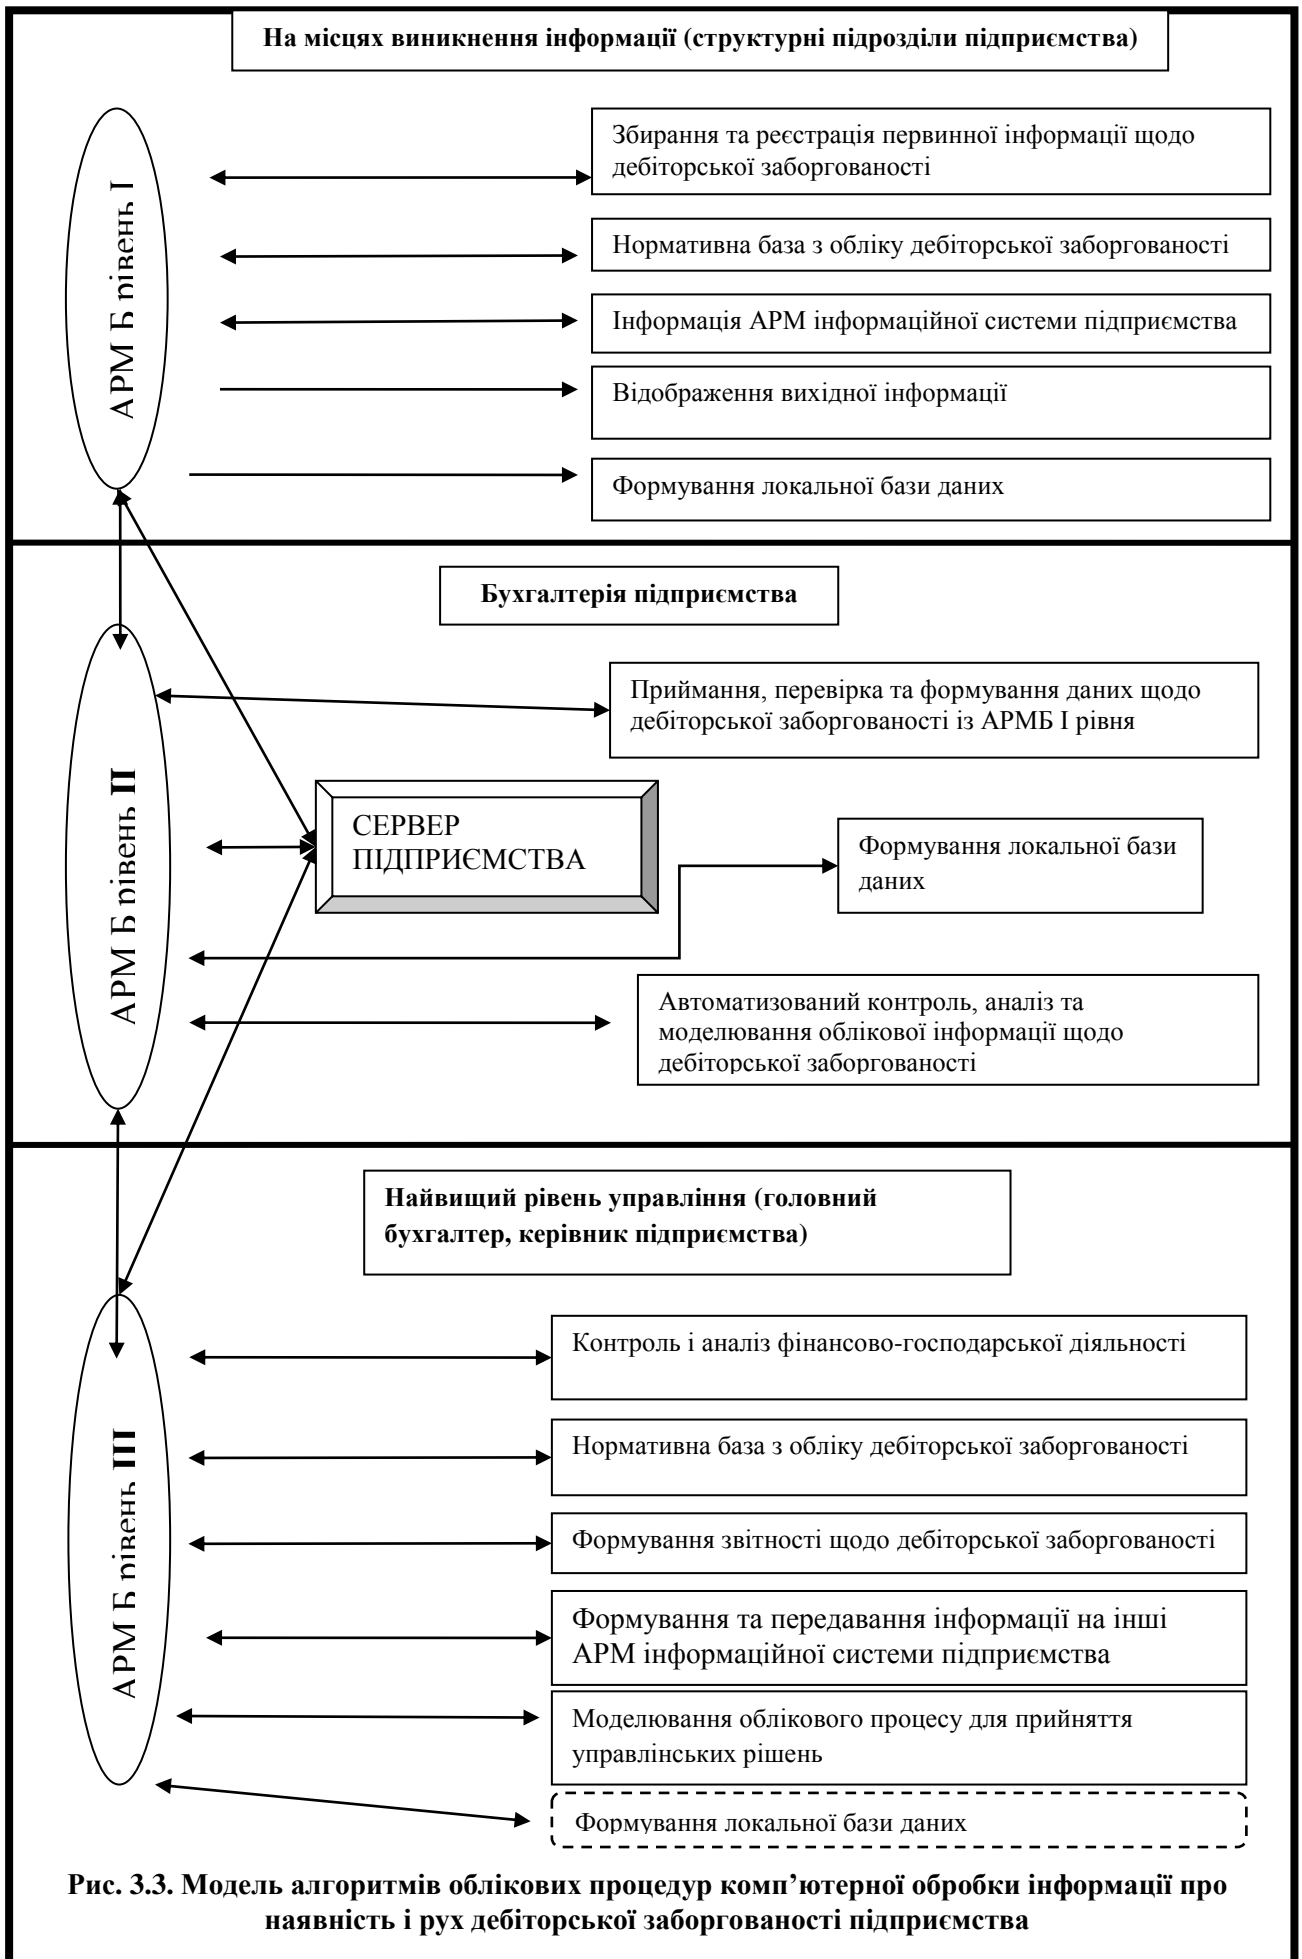 На місцях виникнення інформації (структурні підрозділи підприємства)
АРМ Б рівень І
Збирання та реєстрація первинної інформації щодо
дебіторської заборгованості
Нормативна база з обліку дебіторської заборгованості
Інформація АРМ інформаційної системи підприємства
Відображення вихідної інформації
Формування локальної бази даних
Бухгалтерія підприємства
АРМ Б рівень ІІ
Приймання, перевірка та формування даних щодо
дебіторської заборгованості із АРМБ І рівня
СЕРВЕР
ПІДПРИЄМСТВА
Формування локальної бази
даних
Автоматизований контроль, аналіз та
моделювання облікової інформації щодо
дебіторської заборгованості
Найвищий рівень управління (головний
бухгалтер, керівник підприємства)
АРМ Б рівень ІІІ
Контроль і аналіз фінансово-господарської діяльності
Нормативна база з обліку дебіторської заборгованості
Формування звітності щодо дебіторської заборгованості
Формування та передавання інформації на інші
АРМ інформаційної системи підприємства
Моделювання облікового процесу для прийняття
управлінських рішень
Формування локальної бази даних
Рис. 3.3. Модель алгоритмів облікових процедур комп’ютерної обробки інформації про
наявність і рух дебіторської заборгованості підприємства